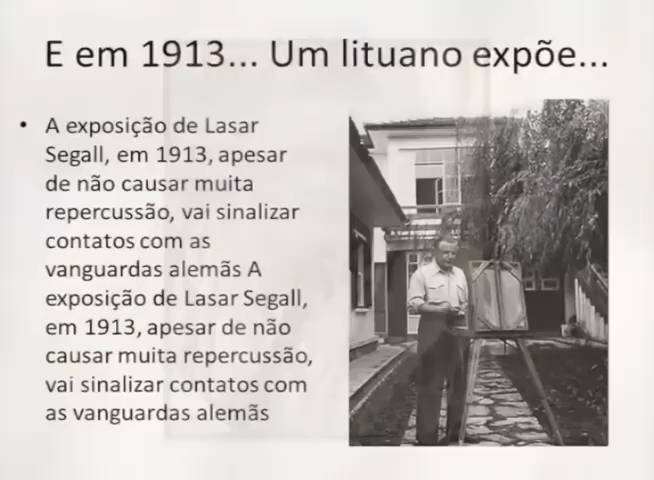 E em 1913... Um lituano expõe...
• A exposição de Lasar
Segall, em 1913, apesar
de não causar muita
repercussão, vai sinalizar
contatos com as
vanguardas alemãs A
exposição de Lasar Segall,
em 1913, apesar de não
causar muita repercussão,
vai sinalizar contatos com
as vanguardas alemãs